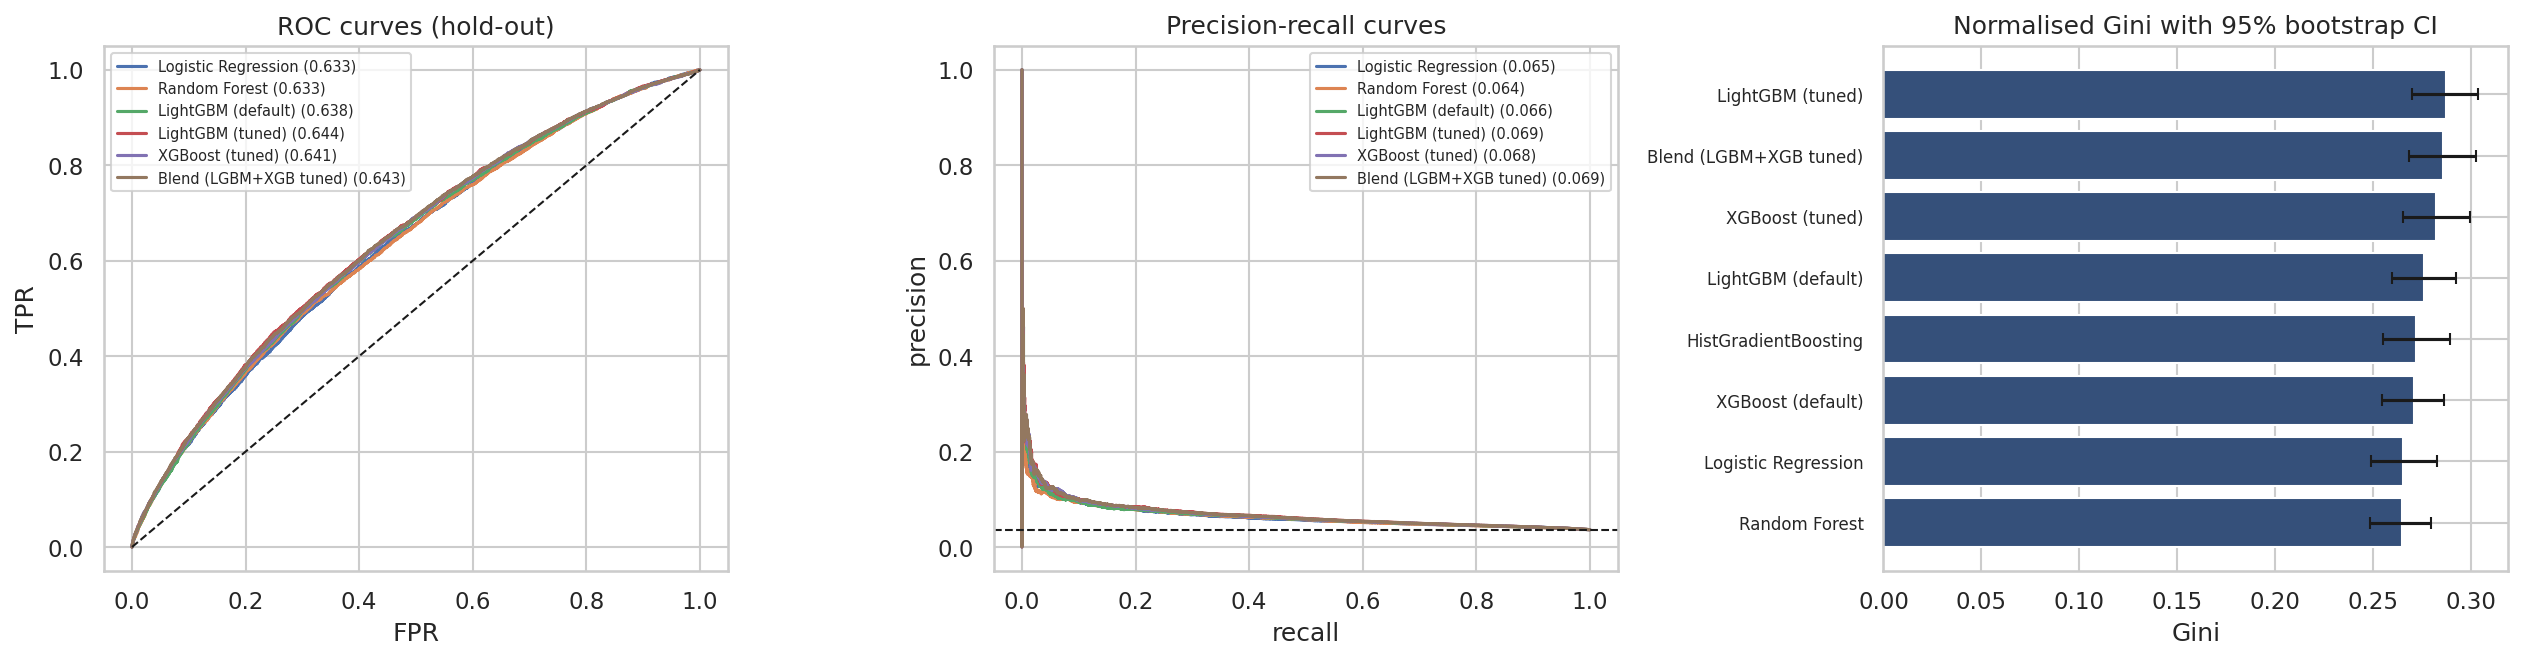 ROC curves (hold-out)
Logistic Regression (0.633)
Random Forest (0.633)
LightGBM (default) (0.638)
LightGBM (tuned) (0.644)
XGBoost (tuned) (0.641)
Blend (LGBM+XGB tuned) (0.643)
TPR
1.0
0.8
0.6
0.4
0.2
0.0
0.0 0.2 0.4 0.6 0.8 1.0
FPR
Precision-recall curves
Logistic Regression (0.065)
Random Forest (0.064)
LightGBM (default) (0.066)
LightGBM (tuned) (0.069)
XGBoost (tuned) (0.068)
Blend (LGBM+XGB tuned) (0.069)
precision
1.0
0.8
0.6
0.4
0.2
0.0
0.0 0.2 0.4 0.6 0.8 1.0
recall
Normalised Gini with 95% bootstrap CI
LightGBM (tuned)
Blend (LGBM+XGB tuned)
XGBoost (tuned)
LightGBM (default)
HistGradientBoosting
XGBoost (default)
Logistic Regression
Random Forest
0.00 0.05 0.10 0.15 0.20 0.25 0.30
Gini